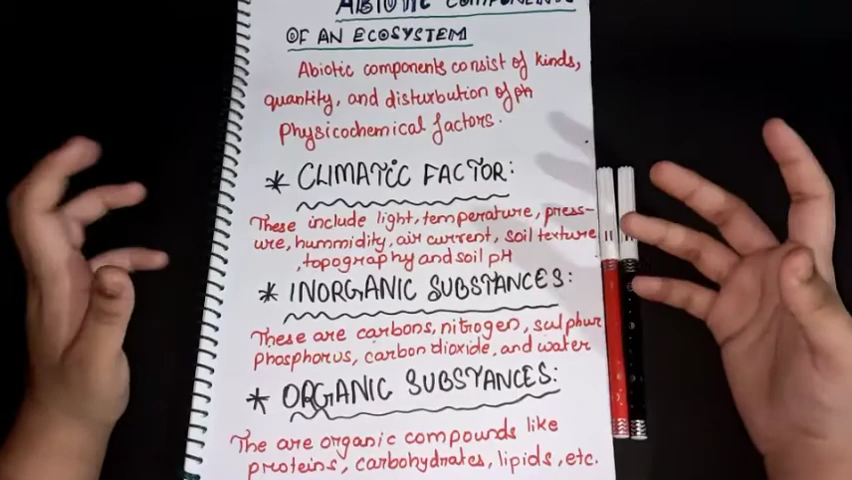 ABIOTIC COMPONENTS
OF AN ECOSYSTEM
Abiotic components consist of kinds,
quantity, and disturbution of ph
Physicochemical factors.
* CLIMATIC FACTOR:
These include light, temperature, press-
ure, hummidity, air current, soil texture
, topography and soil pH
* INORGANIC SUBSTANCES:
These are carbons, nitrogen, sulphur
phosphorus, carbon dioxide, and water
* ORGANIC SUBSTANCES:
The are organic compounds like
proteins, carbohydrates, lipids, etc.